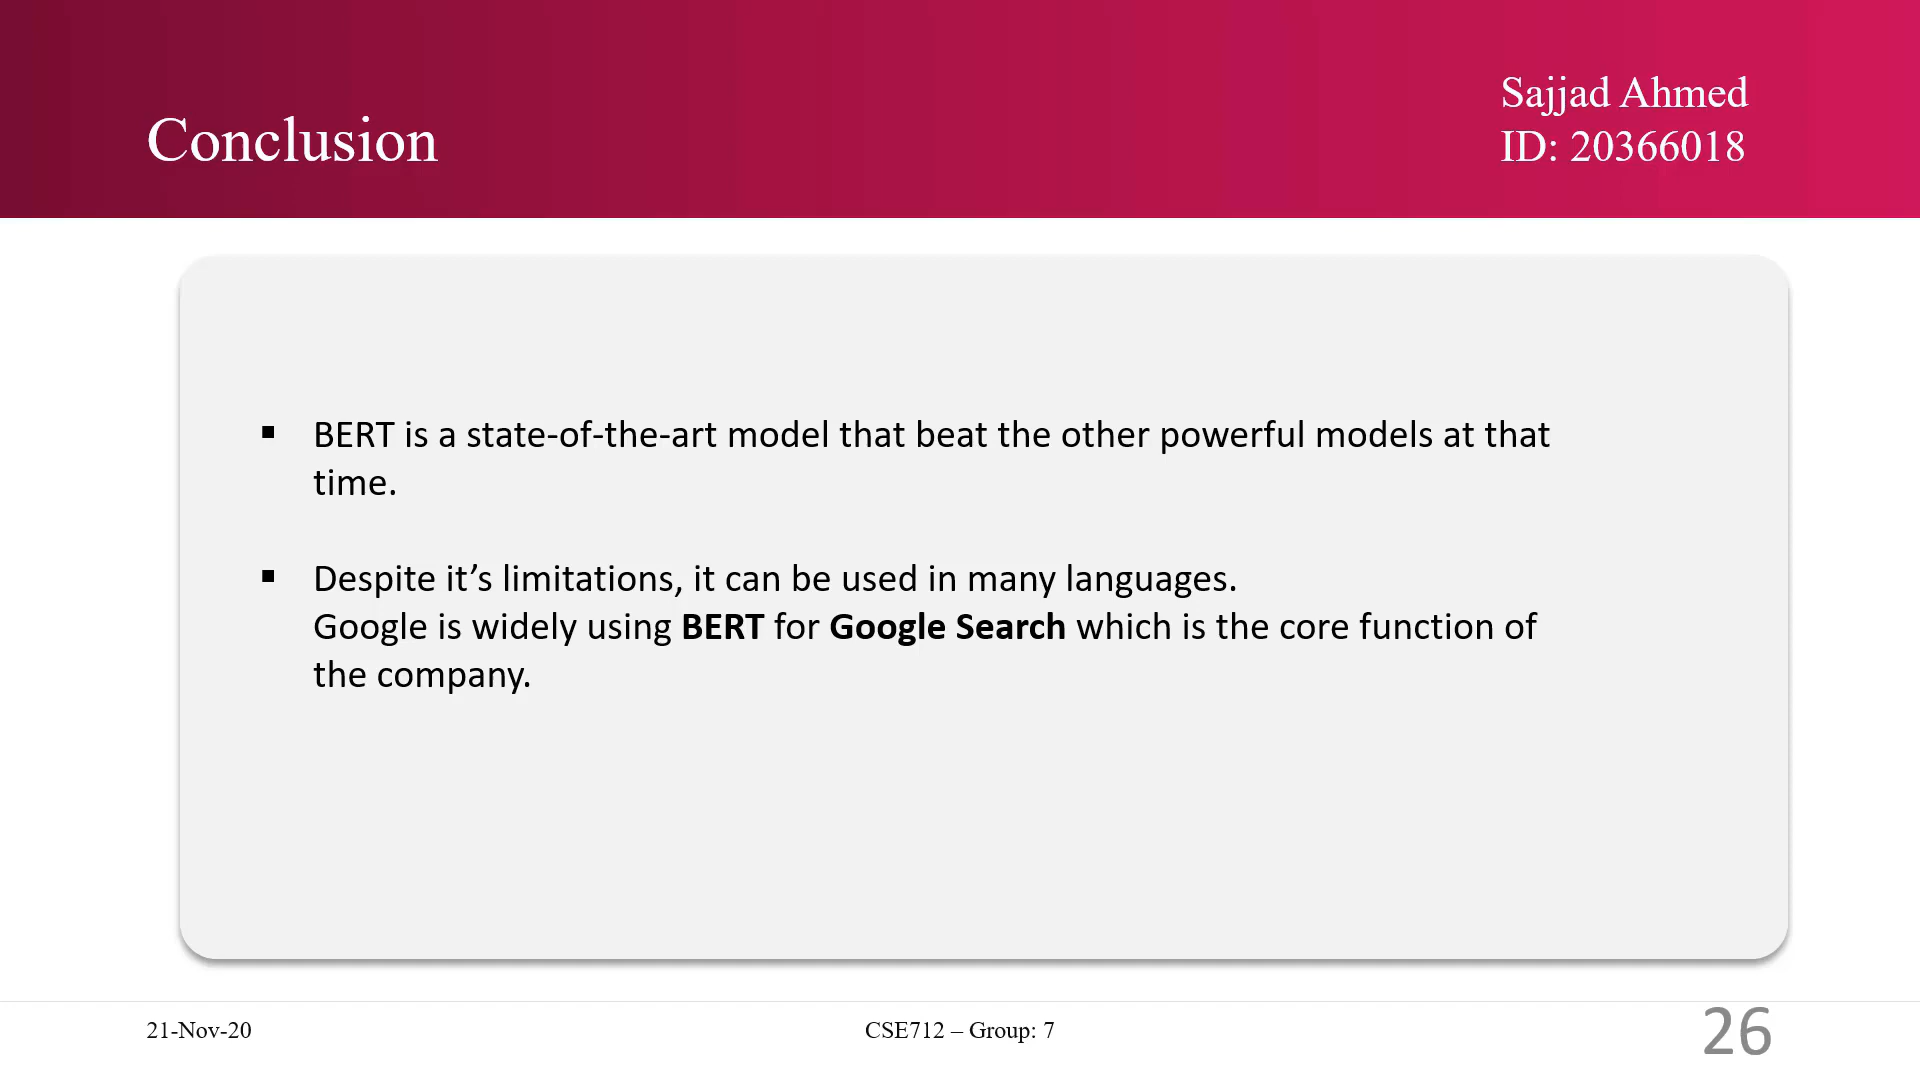 Conclusion
Sajjad Ahmed
ID: 20366018
▪ BERT is a state-of-the-art model that beat the other powerful models at that
time.
▪ Despite it’s limitations, it can be used in many languages.
Google is widely using BERT for Google Search which is the core function of
the company.
21-Nov-20
CSE712 – Group: 7
26